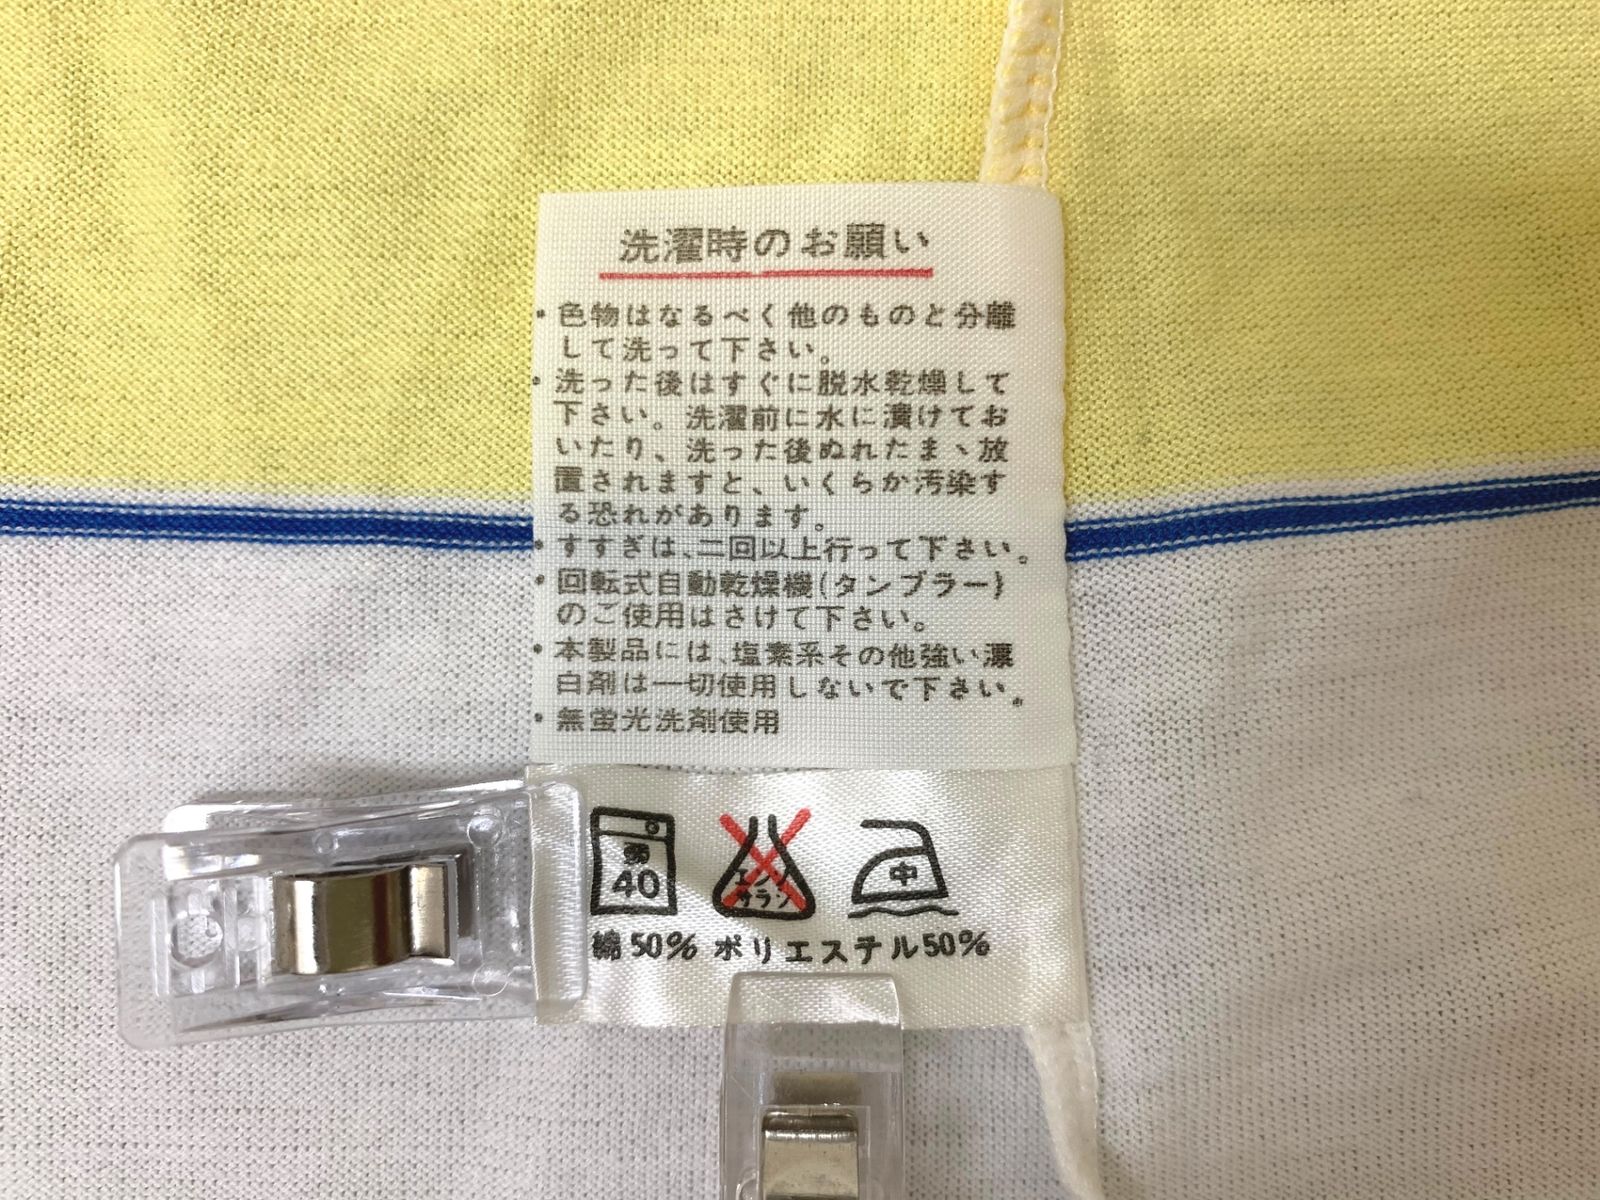 洗濯時のお願い
・色物はなるべく他のものと分離
して洗って下さい。
・洗った後はすぐに脱水乾燥して
下さい。洗濯前に水に漬けてお
いたり、洗った後ぬれたまゝ放
置されますと、いくらか汚染す
る恐れがあります。
・すすぎは、二回以上行って下さい。
・回転式自動乾燥機(タンブラー)
のご使用はさけて下さい。
・本製品には、塩素系その他強い漂
白剤は一切使用しないで下さい。
・無蛍光洗剤使用
弱 エンソ 中
40 サラシ
綿50% ポリエステル50%